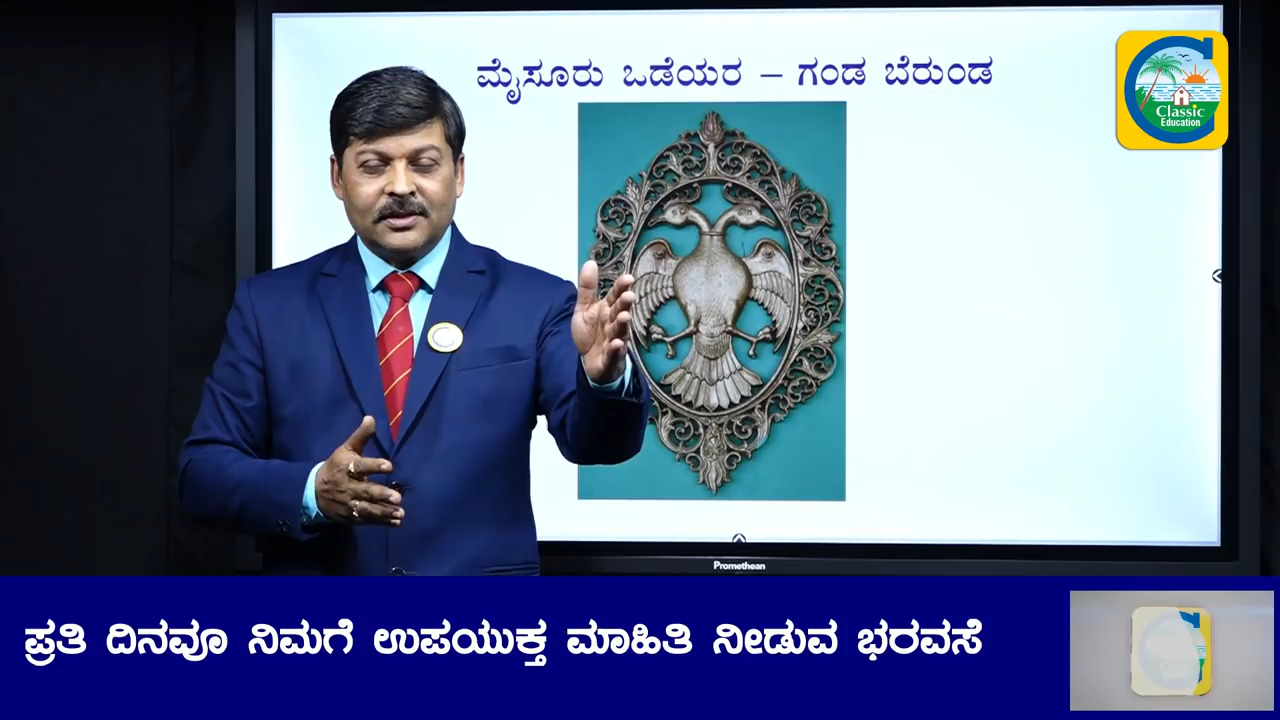 ಮೈಸೂರು ಒಡೆಯರ – ಗಂಡ ಬೆರುಂಡ
Classic
Education
Promethean
ಪ್ರತಿ ದಿನವೂ ನಿಮಗೆ ಉಪಯುಕ್ತ ಮಾಹಿತಿ ನೀಡುವ ಭರವಸೆ